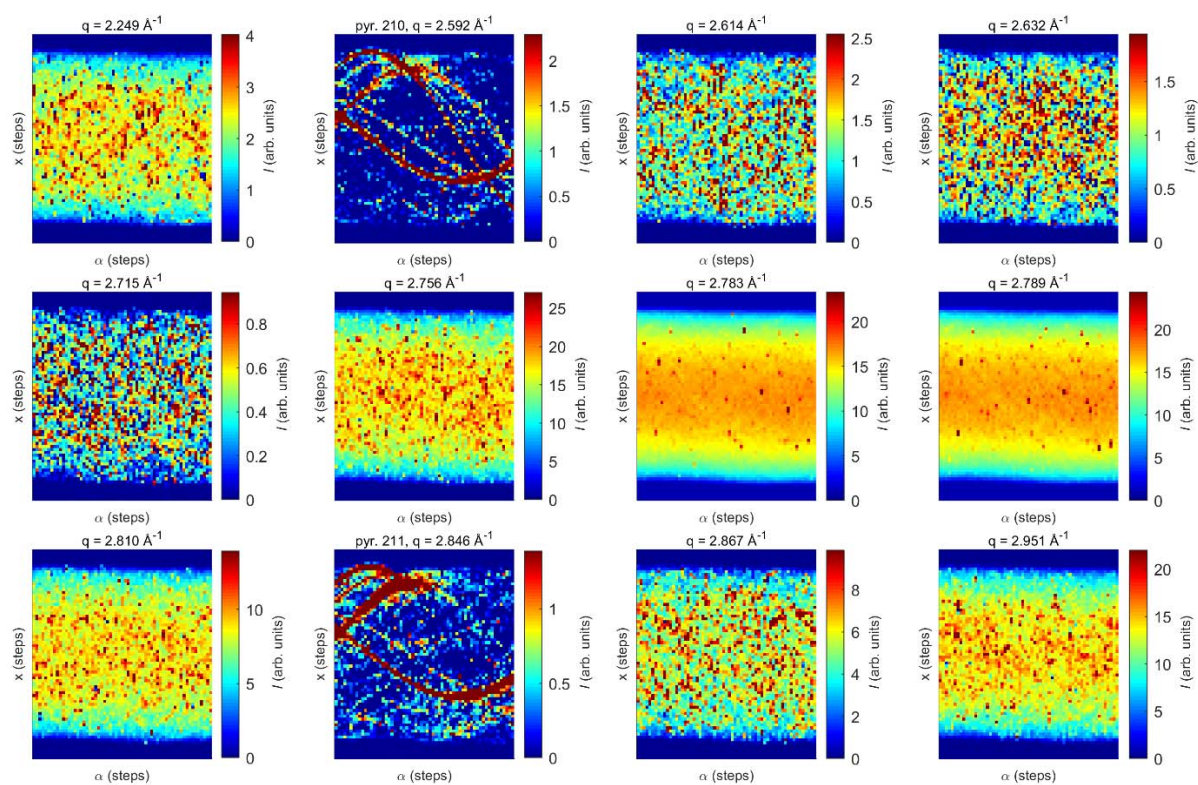 q = 2.249 Å-1
4
3
2
1
0
x (steps)
α (steps)
I (arb. units)
pyr. 210, q = 2.592 Å-1
2
1.5
1
0.5
0
x (steps)
α (steps)
I (arb. units)
q = 2.614 Å-1
2.5
2
1.5
1
0.5
0
x (steps)
α (steps)
I (arb. units)
q = 2.632 Å-1
1.5
1
0.5
0
x (steps)
α (steps)
I (arb. units)
q = 2.715 Å-1
0.8
0.6
0.4
0.2
0
x (steps)
α (steps)
I (arb. units)
q = 2.756 Å-1
25
20
15
10
5
0
x (steps)
α (steps)
I (arb. units)
q = 2.783 Å-1
20
15
10
5
0
x (steps)
α (steps)
I (arb. units)
q = 2.789 Å-1
20
15
10
5
0
x (steps)
α (steps)
I (arb. units)
q = 2.810 Å-1
10
5
0
x (steps)
α (steps)
I (arb. units)
pyr. 211, q = 2.846 Å-1
1
0.5
0
x (steps)
α (steps)
I (arb. units)
q = 2.867 Å-1
8
6
4
2
0
x (steps)
α (steps)
I (arb. units)
q = 2.951 Å-1
20
15
10
5
0
x (steps)
α (steps)
I (arb. units)